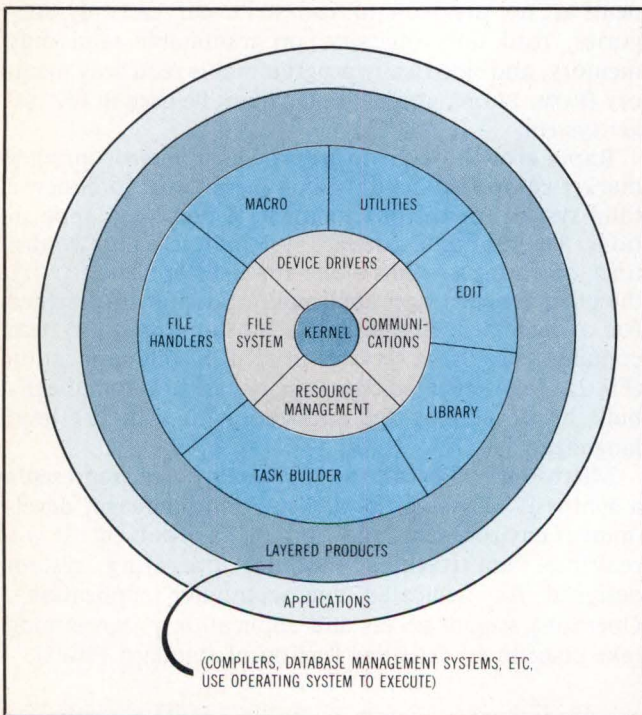 MACRO
UTILITIES
DEVICE DRIVERS
EDIT
FILE
HANDLERS
FILE
SYSTEM
KERNEL
COMMUNI-
CATIONS
RESOURCE
MANAGEMENT
LIBRARY
TASK BUILDER
LAYERED PRODUCTS
APPLICATIONS
(COMPILERS, DATABASE MANAGEMENT SYSTEMS, ETC,
USE OPERATING SYSTEM TO EXECUTE)